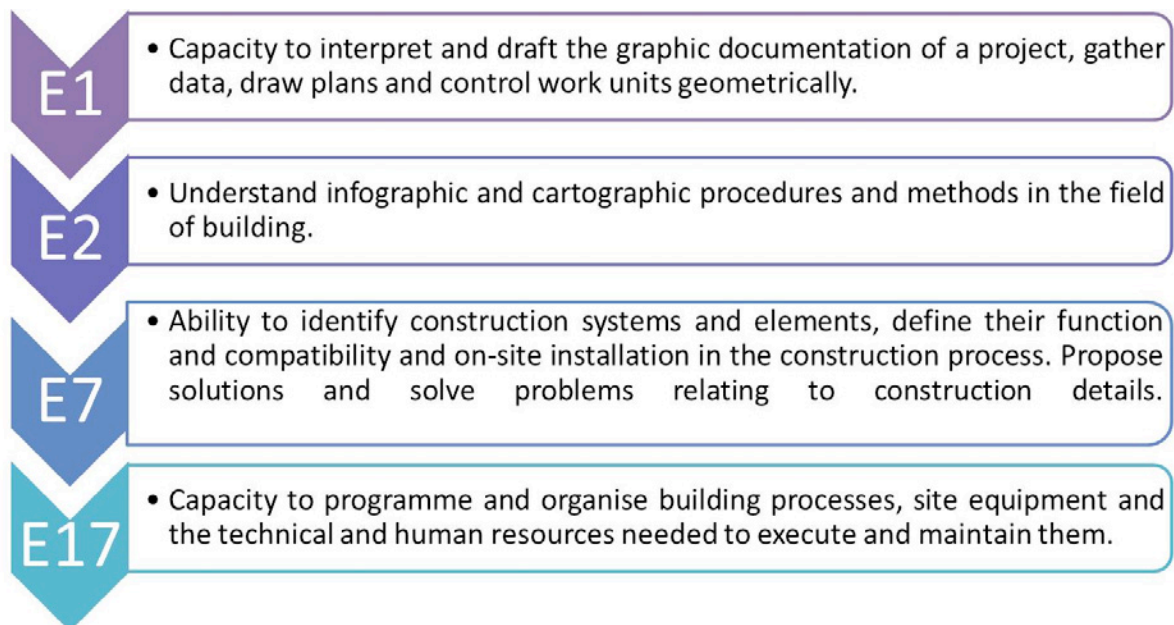 E1
• Capacity to interpret and draft the graphic documentation of a project, gather
data, draw plans and control work units geometrically.
E2
• Understand infographic and cartographic procedures and methods in the field
of building.
E7
• Ability to identify construction systems and elements, define their function
and compatibility and on-site installation in the construction process. Propose
solutions and solve problems relating to construction details.
E17
• Capacity to programme and organise building processes, site equipment and
the technical and human resources needed to execute and maintain them.